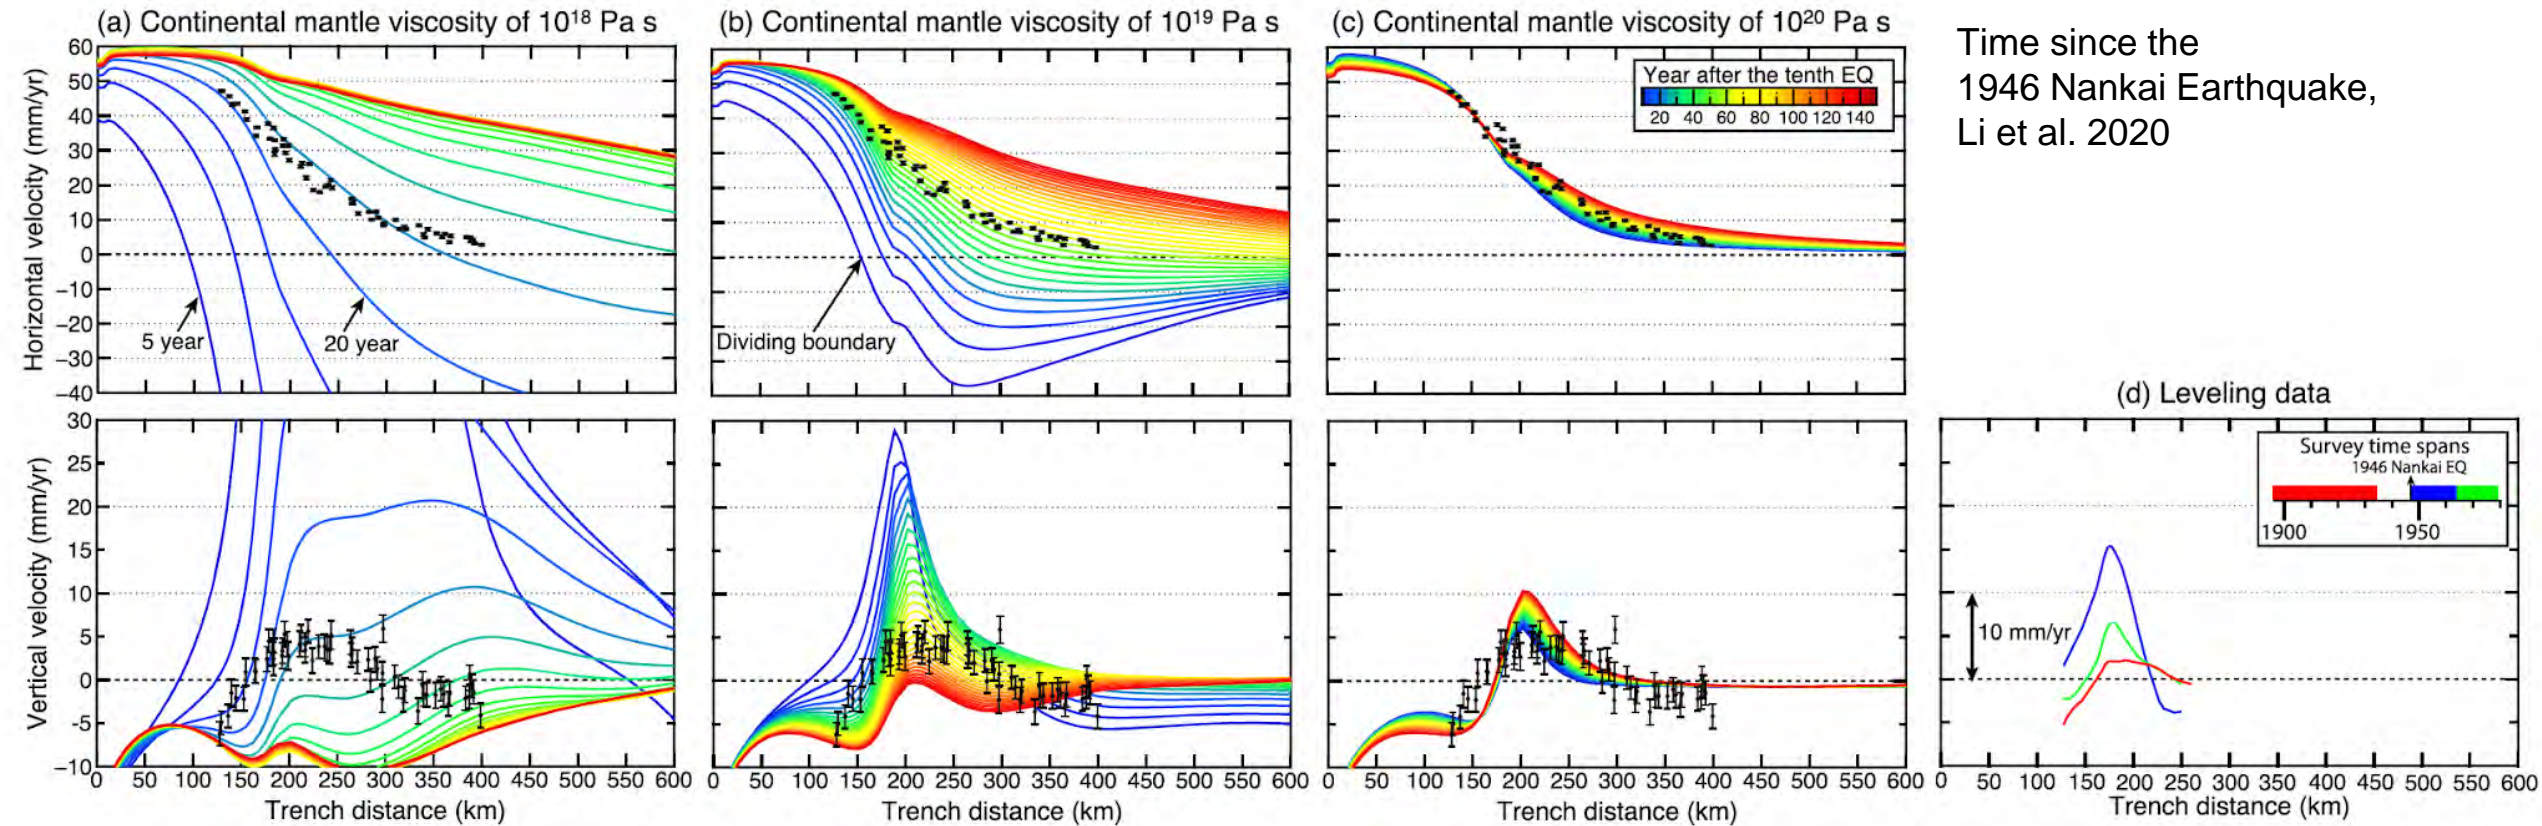 (a) Continental mantle viscosity of 10¹⁸ Pa s
(b) Continental mantle viscosity of 10¹⁹ Pa s
(c) Continental mantle viscosity of 10²⁰ Pa s
Time since the
1946 Nankai Earthquake,
Li et al. 2020
Horizontal velocity (mm/yr)
60
50
40
30
20
10
0
−10
−20
−30
−40
5 year
20 year
Dividing boundary
Year after the tenth EQ
20 40 60 80 100 120 140
Vertical velocity (mm/yr)
30
25
20
15
10
5
0
−5
−10
0 50 100 150 200 250 300 350 400 450 500 550 600
Trench distance (km)
50 100 150 200 250 300 350 400 450 500 550 600
Trench distance (km)
0 50 100 150 200 250 300 350 400 450 500 550 600
Trench distance (km)
(d) Leveling data
Survey time spans
1946 Nankai EQ
1900 1950
10 mm/yr
0 50 100 150 200 250 300 350 400 450 500 550 600
Trench distance (km)